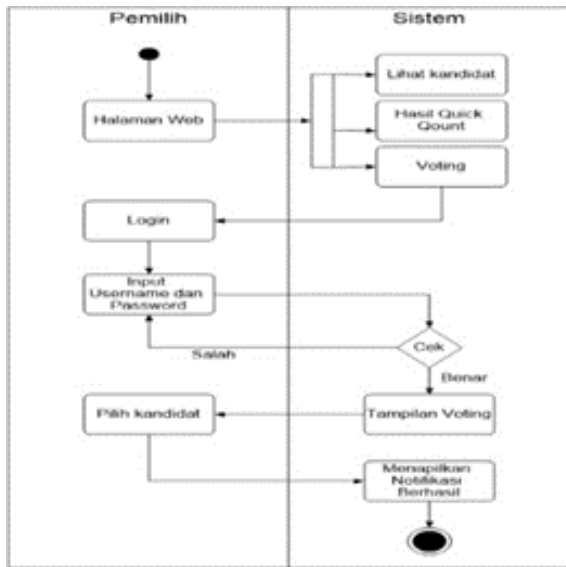 Pemilih
Sistem
Lihat kandidat
Halaman Web
Hasil Quick
Qount
Voting
Login
Input
Username dan
Password
Cek
Salah
Benar
Pilih kandidat
Tampilan Voting
Menapilkan
Notifikasi
Berhasil